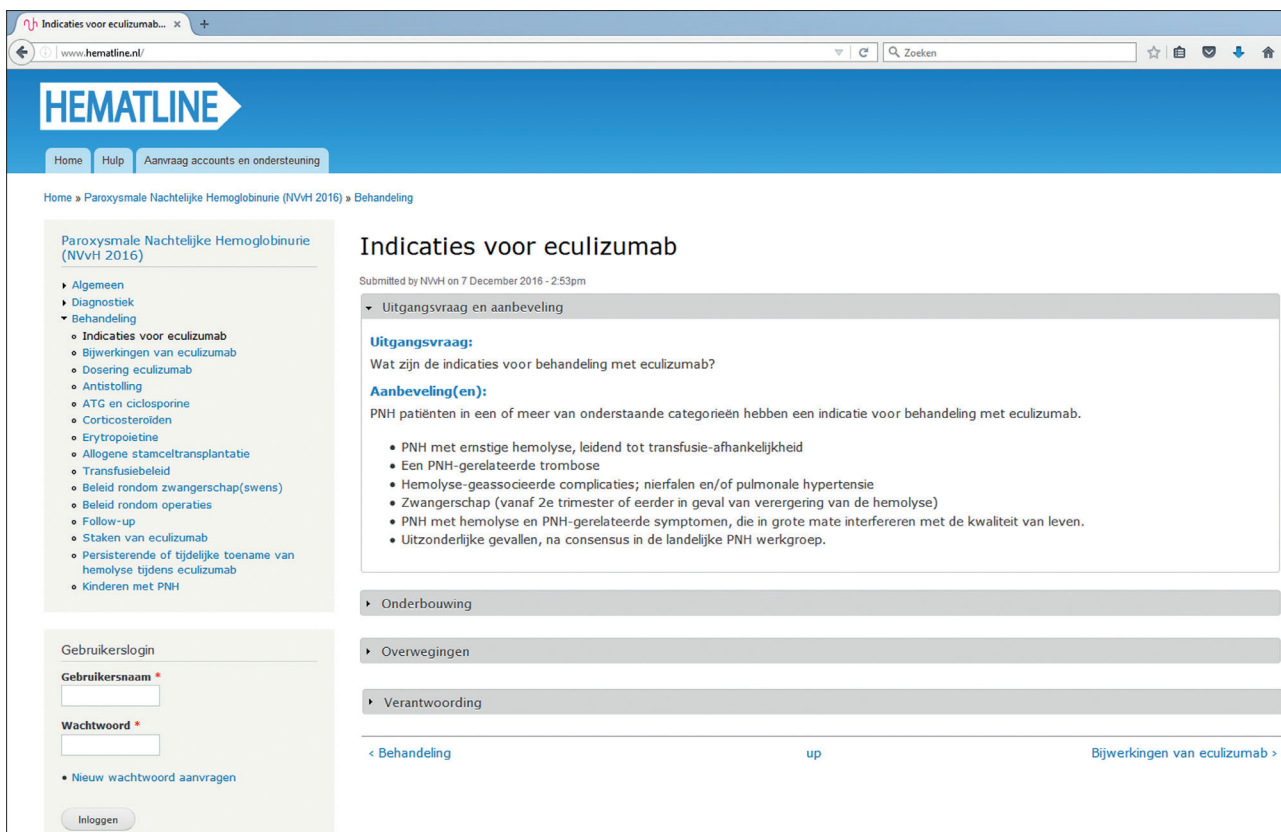 Indicaties voor eculizumab... × +
www.hematline.nl/
Zoeken
HEMATLINE
Home Hulp Aanvraag accounts en ondersteuning
Home » Paroxysmale Nachtelijke Hemoglobinurie (NVvH 2016) » Behandeling
Paroxysmale Nachtelijke Hemoglobinurie
(NVvH 2016)
Algemeen
Diagnostiek
Behandeling
Indicaties voor eculizumab
Bijwerkingen van eculizumab
Dosering eculizumab
Antistolling
ATG en ciclosporine
Corticosteroïden
Erytropoietine
Allogene stamceltransplantatie
Transfusiebeleid
Beleid rondom zwangerschap(swens)
Beleid rondom operaties
Follow-up
Staken van eculizumab
Persisterende of tijdelijke toename van
hemolyse tijdens eculizumab
Kinderen met PNH
Gebruikerslogin
Gebruikersnaam *
Wachtwoord *
Nieuw wachtwoord aanvragen
Inloggen
Indicaties voor eculizumab
Submitted by NVvH on 7 December 2016 - 2:53pm
Uitgangsvraag en aanbeveling
Uitgangsvraag:
Wat zijn de indicaties voor behandeling met eculizumab?
Aanbeveling(en):
PNH patiënten in een of meer van onderstaande categorieën hebben een indicatie voor behandeling met eculizumab.
• PNH met ernstige hemolyse, leidend tot transfusie-afhankelijkheid
• Een PNH-gerelateerde trombose
• Hemolyse-geassocieerde complicaties; nierfalen en/of pulmonale hypertensie
• Zwangerschap (vanaf 2e trimester of eerder in geval van verergering van de hemolyse)
• PNH met hemolyse en PNH-gerelateerde symptomen, die in grote mate interfereren met de kwaliteit van leven.
• Uitzonderlijke gevallen, na consensus in de landelijke PNH werkgroep.
Onderbouwing
Overwegingen
Verantwoording
‹ Behandeling up Bijwerkingen van eculizumab ›